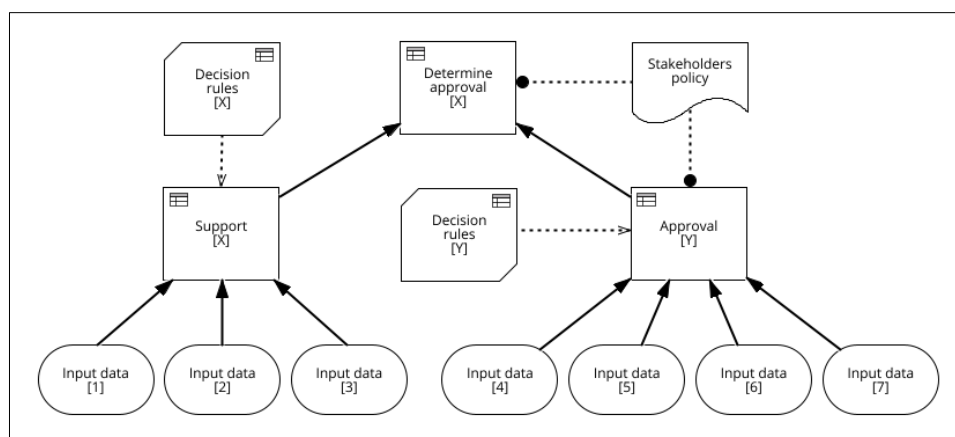 Decision
rules
[X]
Determine
approval
[X]
Stakeholders
policy
Support
[X]
Decision
rules
[Y]
Approval
[Y]
Input data
[1]
Input data
[2]
Input data
[3]
Input data
[4]
Input data
[5]
Input data
[6]
Input data
[7]